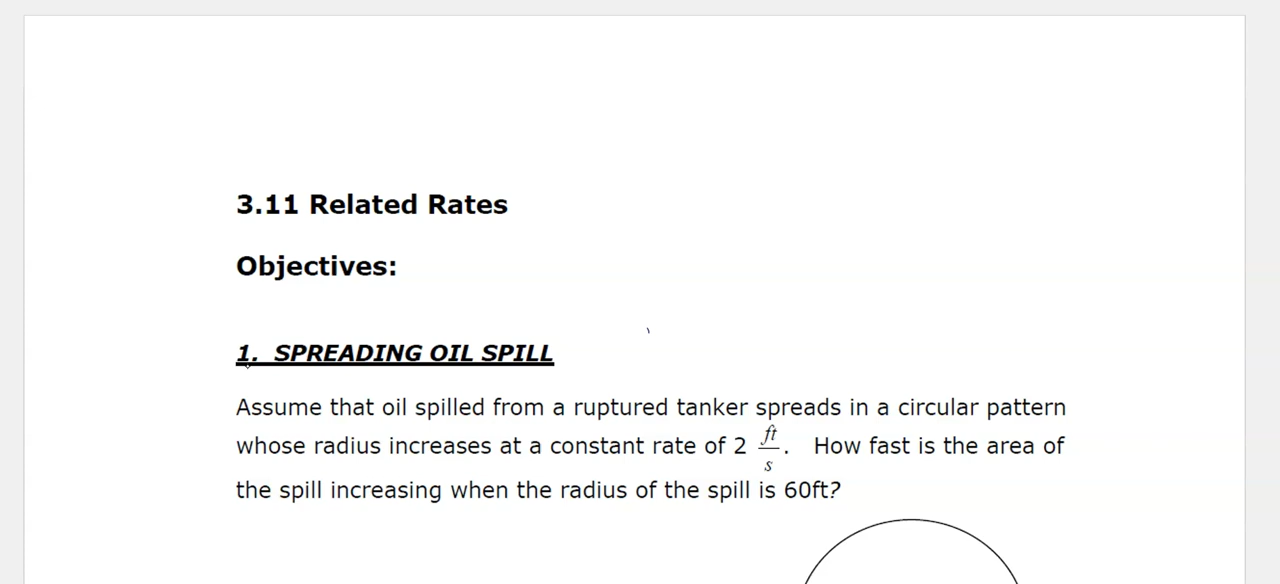 3.11 Related Rates
Objectives:
1. SPREADING OIL SPILL
Assume that oil spilled from a ruptured tanker spreads in a circular pattern
whose radius increases at a constant rate of 2 ft/s. How fast is the area of
the spill increasing when the radius of the spill is 60ft?